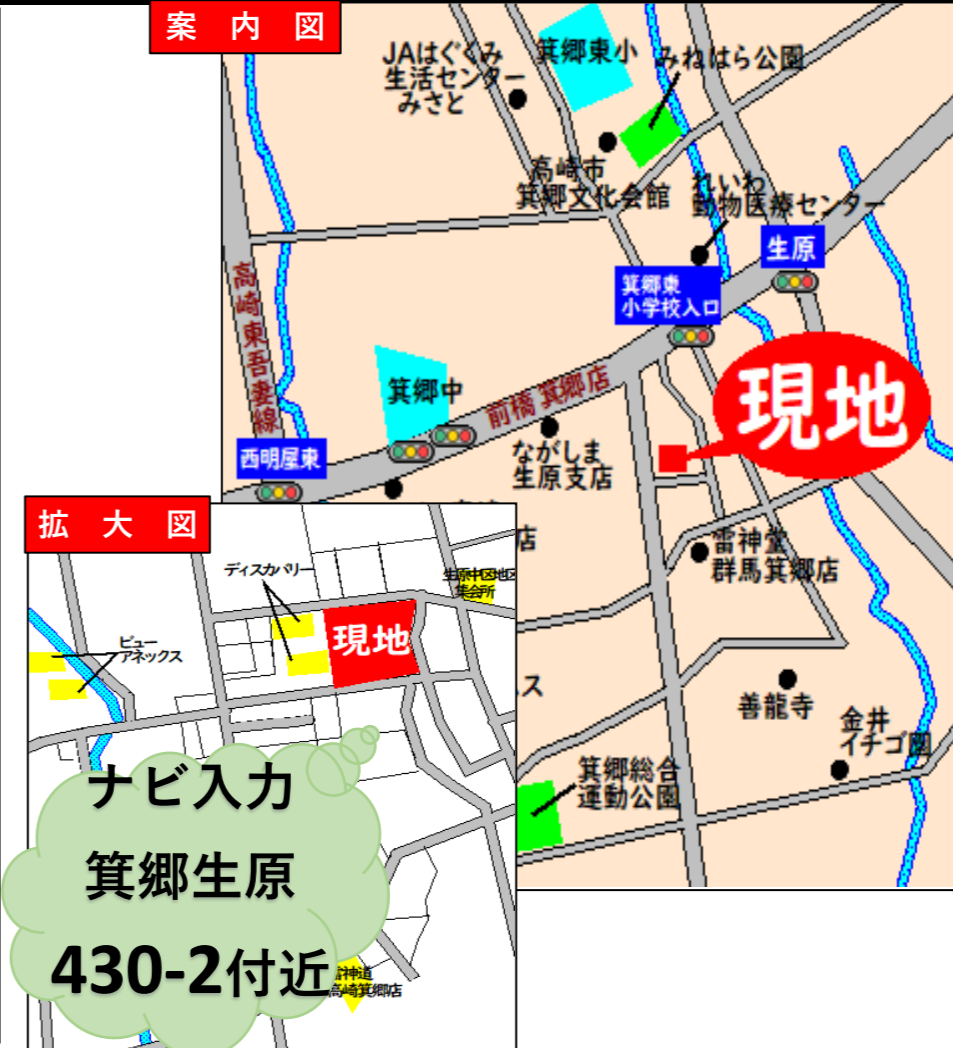 案内図
JAはぐくみ
生活センター
みさと
箕郷東小
みねはら公園
高崎市
箕郷文化会館
れいわ
動物医療センター
生原
箕郷東
小学校入口
高崎東吾妻線
箕郷中
前橋箕郷店
現地
西明屋東
ながしま
生原支店
店
雷神堂
群馬箕郷店
ス
善龍寺
金井
イチゴ園
箕郷総合
運動公園
拡大図
ディスカバリー
生原中区地区
集会所
現地
ビュー
アネックス
ナビ入力
箕郷生原
430-2付近
神道
高崎箕郷店